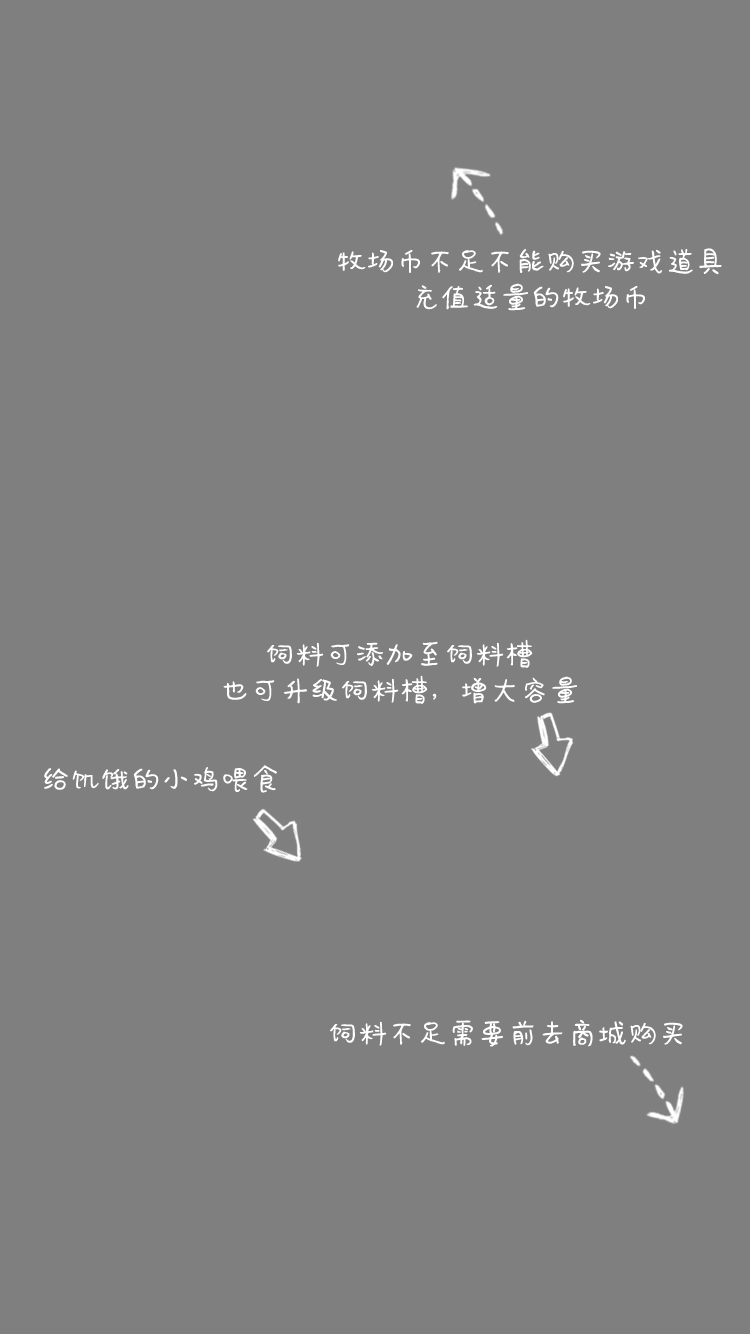 牧场币不足不能购买游戏道具
充值适量的牧场币
饲料可添加至饲料槽
也可升级饲料槽，增大容量
给饥饿的小鸡喂食
饲料不足需要前去商城购买